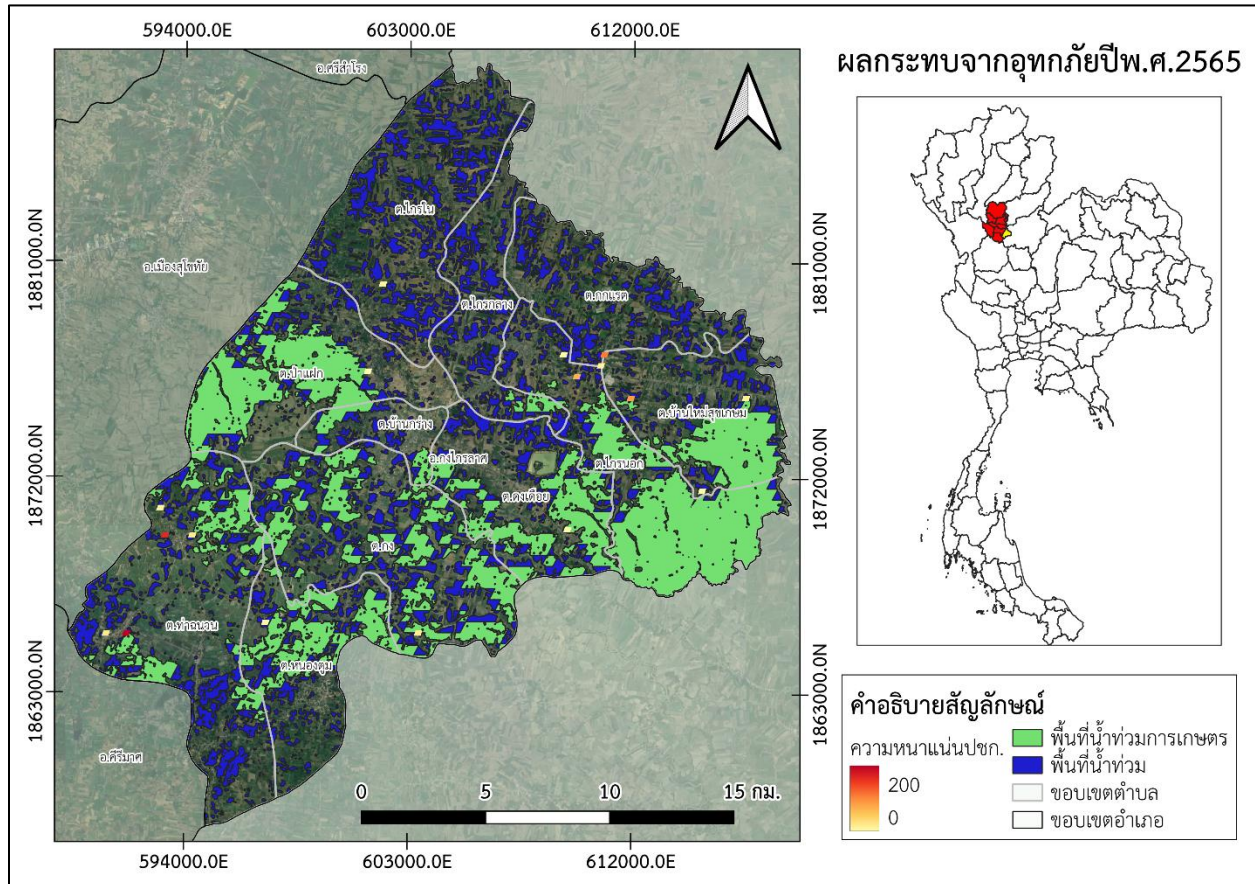 594000.0E 603000.0E 612000.0E
ผลกระทบจากอุทกภัยปีพ.ศ.2565
อ.ศรีสำโรง
ต.ไกรใน
1881000.0N
1881000.0N
อ.เมืองสุโขทัย
ต.กกแรต
ต.ไกรกลาง
ต.ป่าแฝก
ต.บ้านใหม่สุขเกษม
ต.บ้านกร่าง
อ.กงไกรลาศ
ต.ไกรนอก
1872000.0N
1872000.0N
ต.ดงเดือย
ต.กง
ต.ท่าฉนวน
ต.หนองตูม
1863000.0N
1863000.0N
อ.คีรีมาศ
0 5 10 15 กม.
594000.0E 603000.0E 612000.0E
คำอธิบายสัญลักษณ์
ความหนาแน่นปชก.
200
0
พื้นที่น้ำท่วมการเกษตร
พื้นที่น้ำท่วม
ขอบเขตตำบล
ขอบเขตอำเภอ